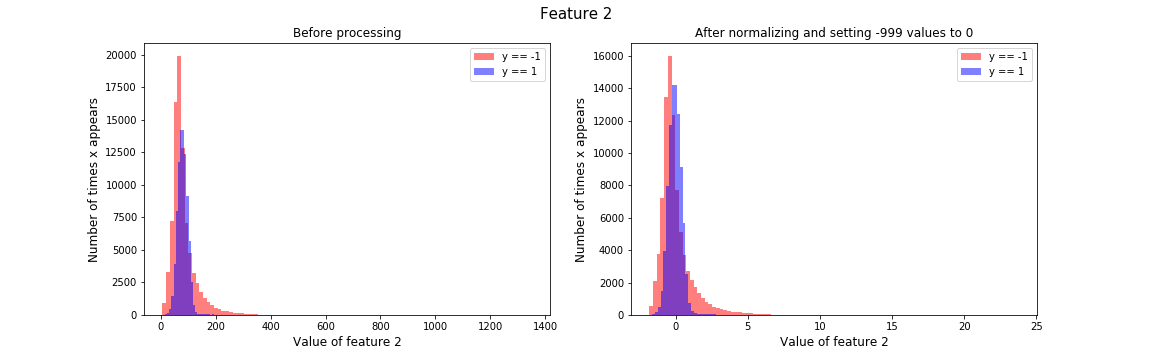 Feature 2
Before processing
20000
17500
15000
12500
10000
7500
5000
2500
0
Number of times x appears
y == -1
y == 1
0
200
400
600
800
1000
1200
1400
Value of feature 2
After normalizing and setting -999 values to 0
16000
14000
12000
10000
8000
6000
4000
2000
0
Number of times x appears
y == -1
y == 1
0
5
10
15
20
25
Value of feature 2